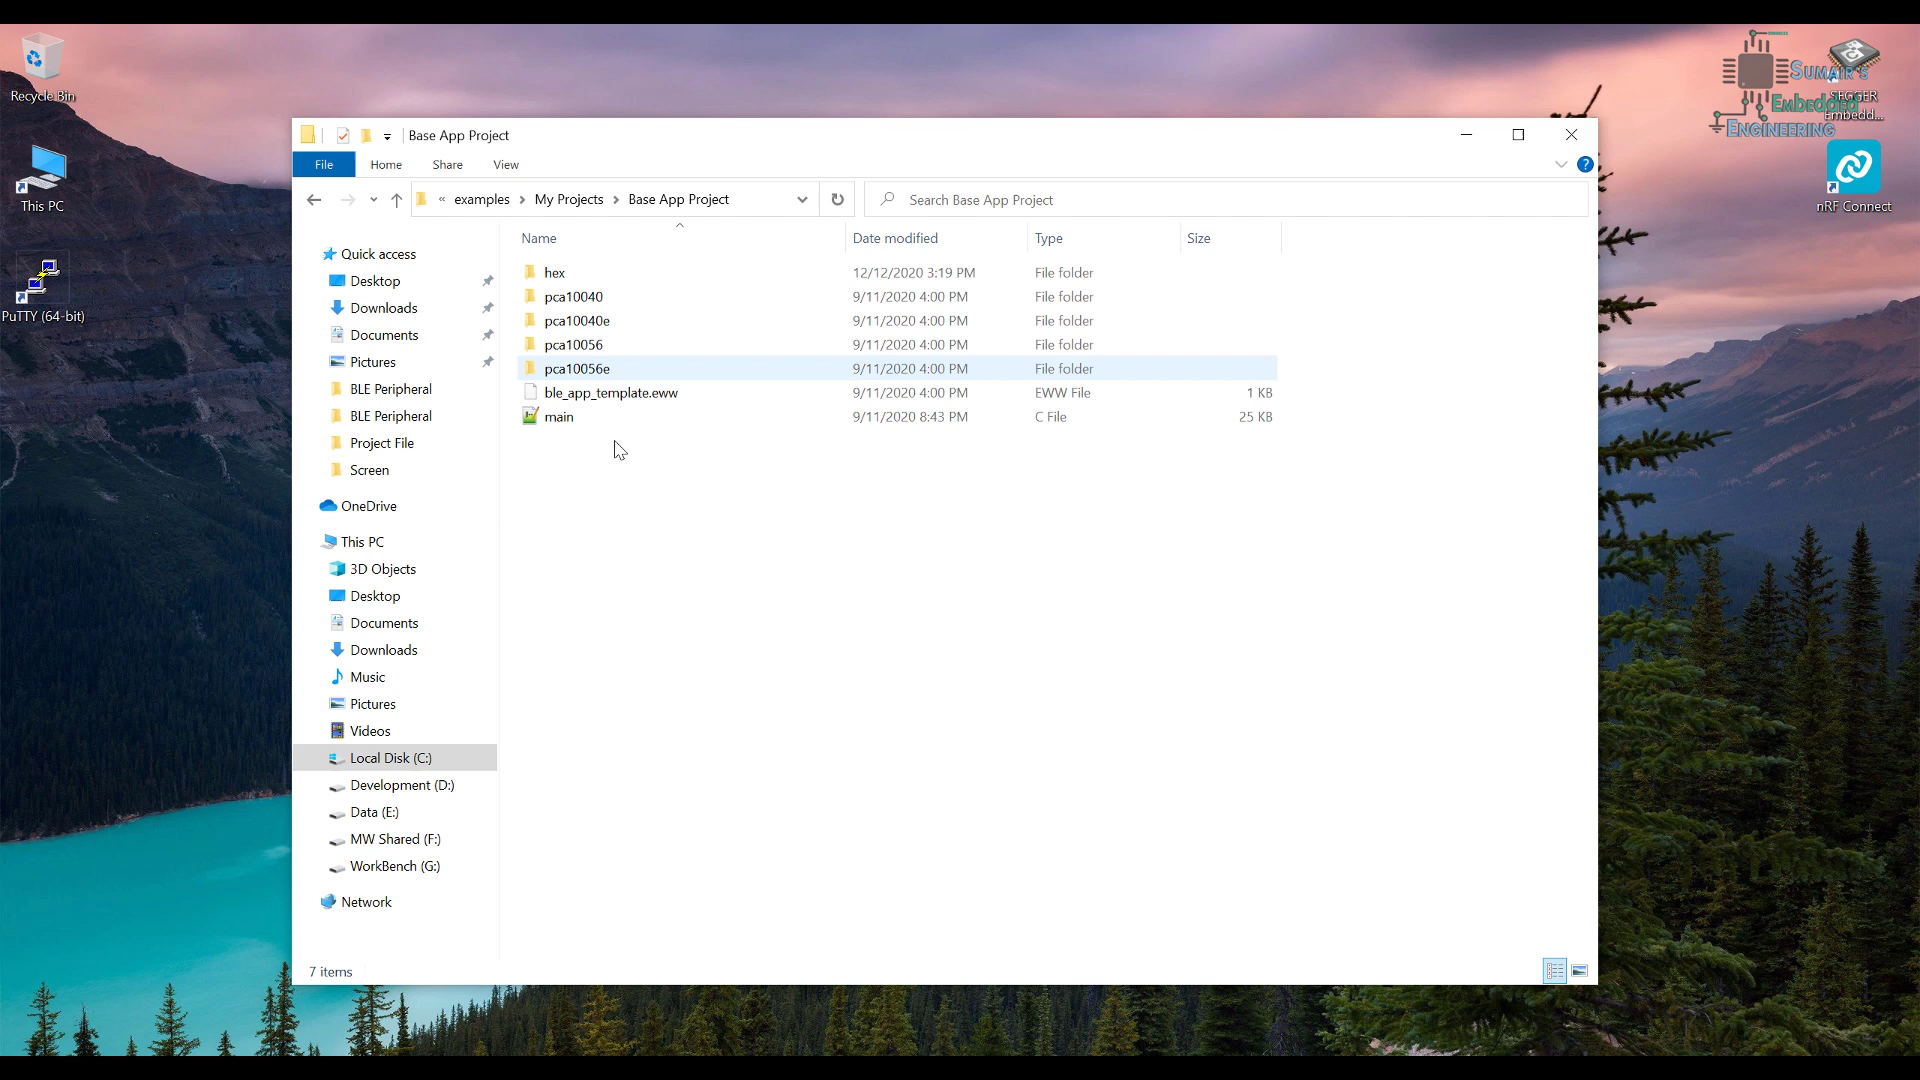 Recycle Bin
This PC
PuTTY (64-bit)
SUMAIR'S
Embedded
ENGINEERING
SEGGER
Embedd...
nRF Connect
Base App Project
File Home Share View
« examples > My Projects > Base App Project
Search Base App Project
Name Date modified Type Size
hex 12/12/2020 3:19 PM File folder
pca10040 9/11/2020 4:00 PM File folder
pca10040e 9/11/2020 4:00 PM File folder
pca10056 9/11/2020 4:00 PM File folder
pca10056e 9/11/2020 4:00 PM File folder
ble_app_template.eww 9/11/2020 4:00 PM EWW File 1 KB
main 9/11/2020 8:43 PM C File 25 KB
Quick access
Desktop
Downloads
Documents
Pictures
BLE Peripheral
BLE Peripheral
Project File
Screen
OneDrive
This PC
3D Objects
Desktop
Documents
Downloads
Music
Pictures
Videos
Local Disk (C:)
Development (D:)
Data (E:)
MW Shared (F:)
WorkBench (G:)
Network
7 items